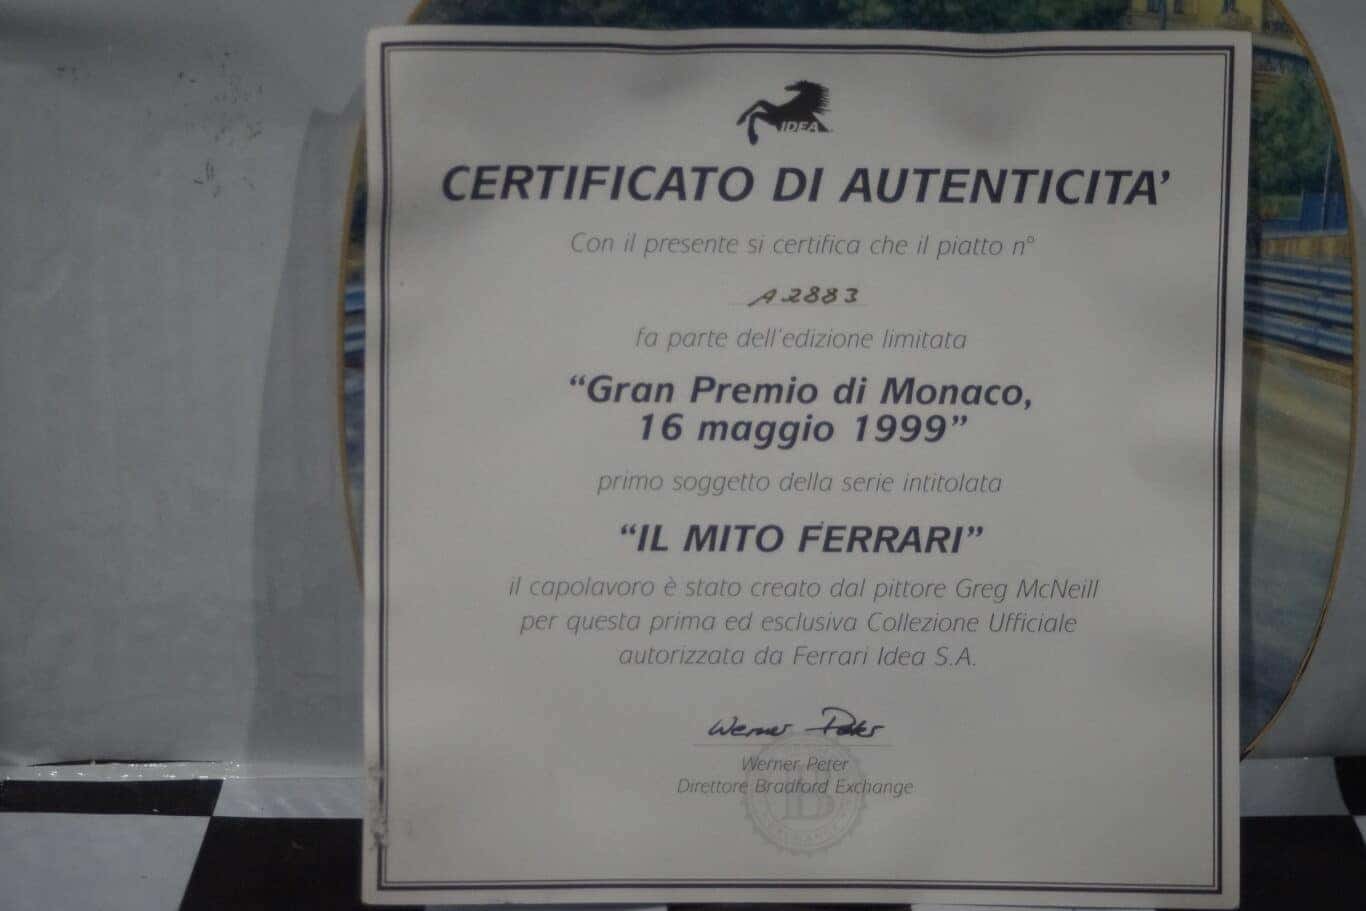 IDEA
CERTIFICATO DI AUTENTICITA'
Con il presente si certifica che il piatto n°
A2883
fa parte dell'edizione limitata
“Gran Premio di Monaco,
16 maggio 1999”
primo soggetto della serie intitolata
“IL MITO FERRARI”
il capolavoro è stato creato dal pittore Greg McNeill
per questa prima ed esclusiva Collezione Ufficiale
autorizzata da Ferrari Idea S.A.
Werner Peter
Werner Peter
Direttore Bradford Exchange